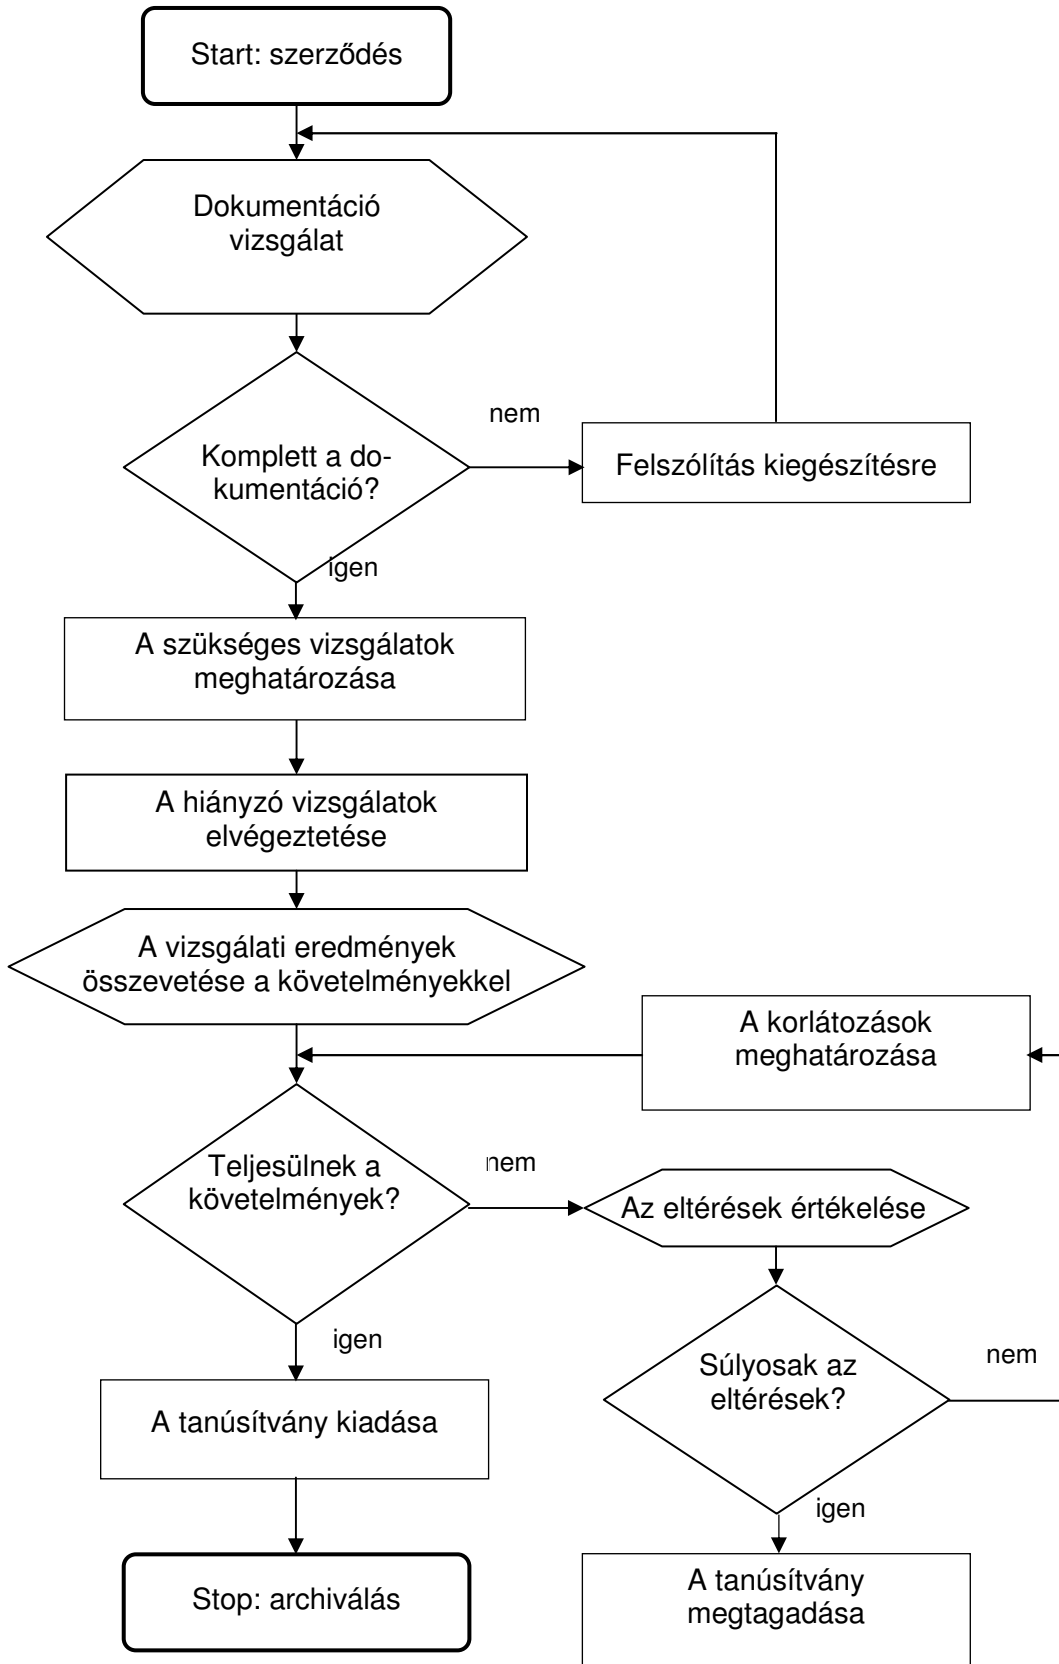 Start: szerződés
Dokumentáció
vizsgálat
nem
Komplett a do-
kumentáció?
Felszólítás kiegészítésre
igen
A szükséges vizsgálatok
meghatározása
A hiányzó vizsgálatok
elvégeztetése
A vizsgálati eredmények
összevetése a követelményekkel
A korlátozások
meghatározása
Teljesülnek a
követelmények?
nem
Az eltérések értékelése
igen
Súlyosak az
eltérések?
nem
A tanúsítvány kiadása
igen
Stop: archiválás
A tanúsítvány
megtagadása